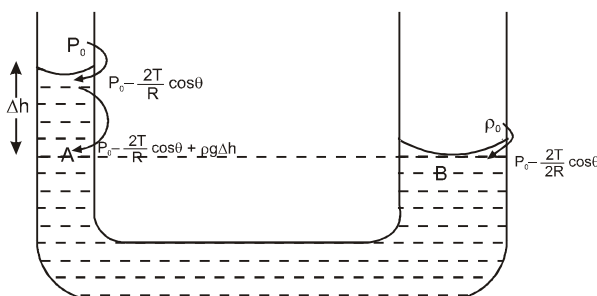 P₀
P₀ – 2T/R cosθ
Δh
A
P₀ – 2T/R cosθ + ρgΔh
ρ₀
B
P₀ – 2T/2R cosθ